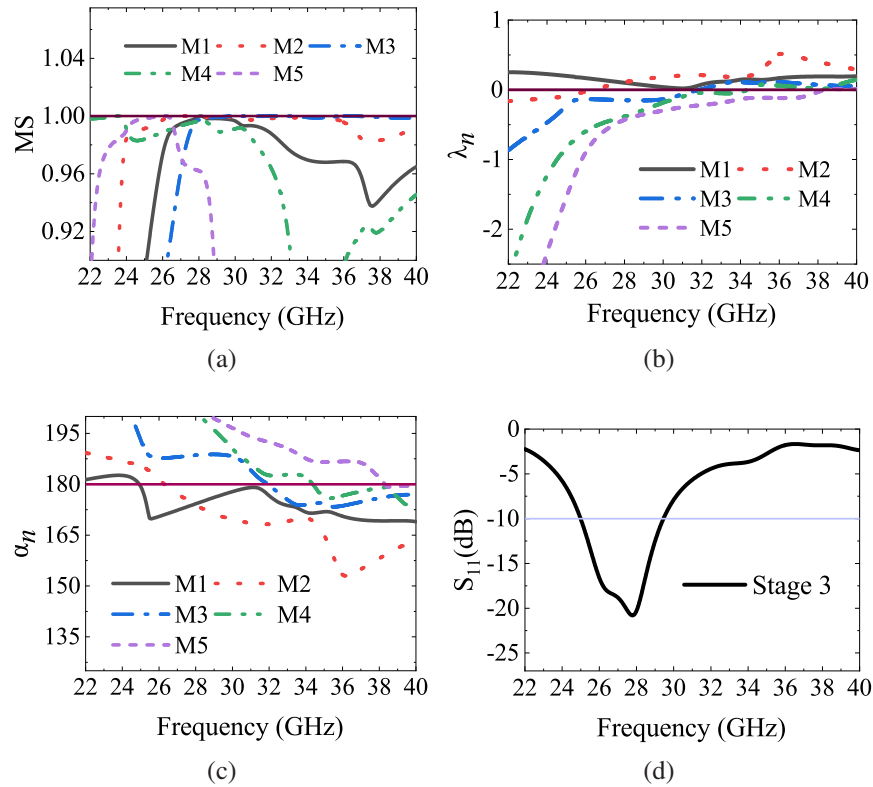 1.04
1.00
0.96
0.92
MS
M1 M2 M3
M4 M5
22 24 26 28 30 32 34 36 38 40
Frequency (GHz)
(a)
1
0
-1
-2
λn
M1 M2
M3 M4
M5
22 24 26 28 30 32 34 36 38 40
Frequency (GHz)
(b)
195
180
165
150
135
αn
M1 M2
M3 M4
M5
22 24 26 28 30 32 34 36 38 40
Frequency (GHz)
(c)
0
-5
-10
-15
-20
-25
S11(dB)
Stage 3
22 24 26 28 30 32 34 36 38 40
Frequency (GHz)
(d)